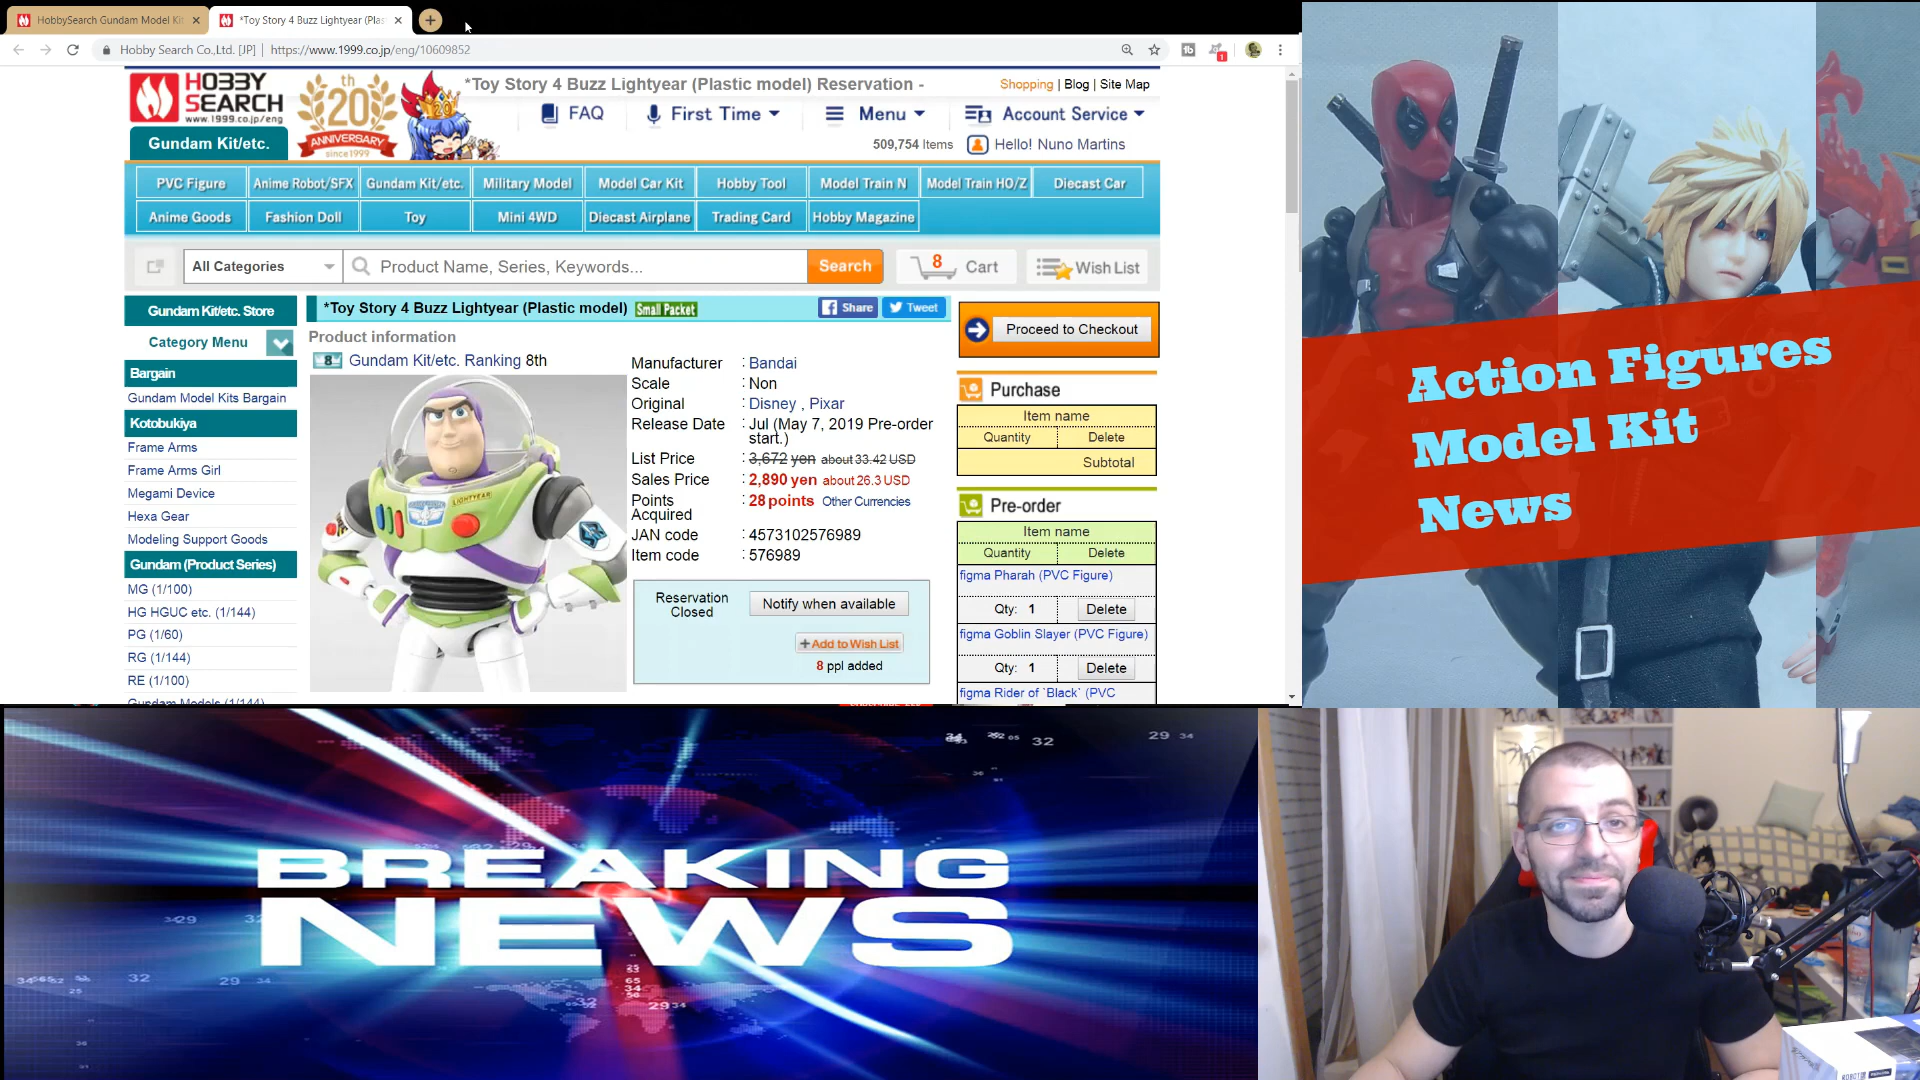 HobbySearch Gundam Model Kit
*Toy Story 4 Buzz Lightyear (Plas
Hobby Search Co.,Ltd. [JP] | https://www.1999.co.jp/eng/10609852
HOBBY
SEARCH
www.1999.co.jp/eng
20th
ANNIVERSARY
since1999
*Toy Story 4 Buzz Lightyear (Plastic model) Reservation -
Shopping | Blog | Site Map
FAQ
First Time
Menu
Account Service
Gundam Kit/etc.
509,754 Items
Hello! Nuno Martins
PVC Figure Anime Robot/SFX Gundam Kit/etc. Military Model Model Car Kit Hobby Tool Model Train N Model Train HO/Z Diecast Car
Anime Goods Fashion Doll Toy Mini 4WD Diecast Airplane Trading Card Hobby Magazine
All Categories
Product Name, Series, Keywords...
Search
8 Cart
Wish List
Gundam Kit/etc. Store
Category Menu
Bargain
Gundam Model Kits Bargain
Kotobukiya
Frame Arms
Frame Arms Girl
Megami Device
Hexa Gear
Modeling Support Goods
Gundam (Product Series)
MG (1/100)
HG HGUC etc. (1/144)
PG (1/60)
RG (1/144)
RE (1/100)
Gundam Models (1/144)
*Toy Story 4 Buzz Lightyear (Plastic model) Small Packet
Share
Tweet
Product information
8 Gundam Kit/etc. Ranking 8th
LIGHTYEAR
Manufacturer : Bandai
Scale : Non
Original : Disney , Pixar
Release Date : Jul (May 7, 2019 Pre-order
start.)
List Price : 3,672 yen about 33.42 USD
Sales Price : 2,890 yen about 26.3 USD
Points
Acquired : 28 points Other Currencies
JAN code : 4573102576989
Item code : 576989
Reservation
Closed
Notify when available
+Add to Wish List
8 ppl added
Proceed to Checkout
Purchase
Item name
Quantity Delete
Subtotal
Pre-order
Item name
Quantity Delete
figma Pharah (PVC Figure)
Qty: 1 Delete
figma Goblin Slayer (PVC Figure)
Qty: 1 Delete
figma Rider of `Black` (PVC
Action Figures
Model Kit
News
BREAKING
NEWS